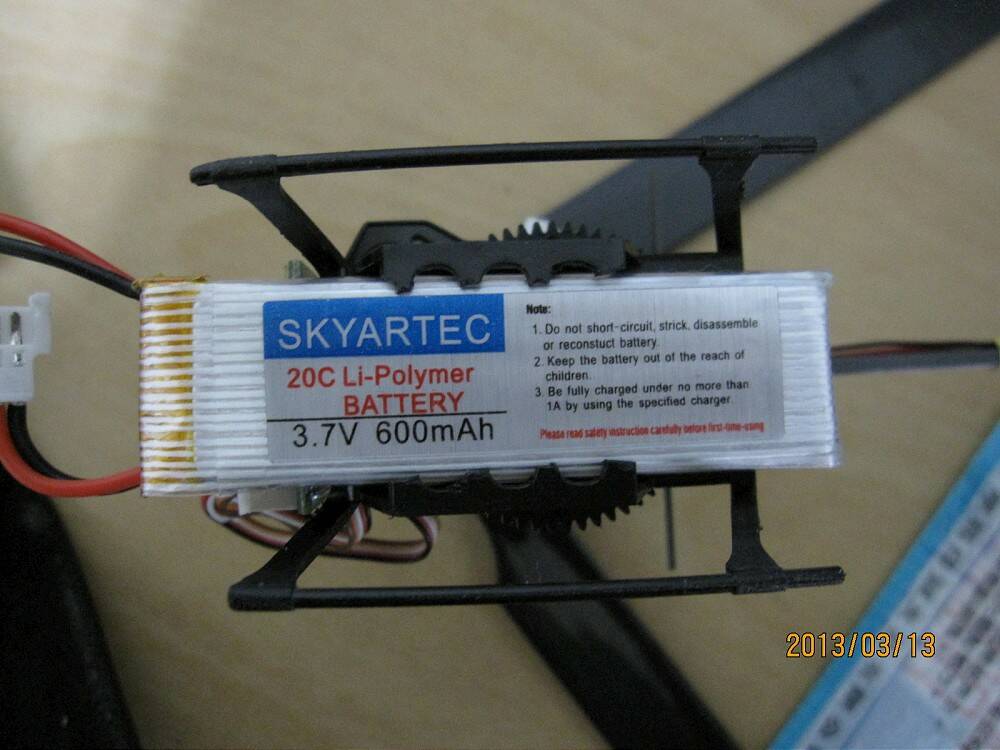 SKYARTEC
20C Li-Polymer
BATTERY
3.7V 600mAh
Note:
1. Do not short-circuit, strick, disassemble
or reconstuct battery.
2. Keep the battery out of the reach of
children.
3. Be fully charged under no more than
1A by using the specified charger.
Please read safety instruction carefully before first-time-using
2013/03/13